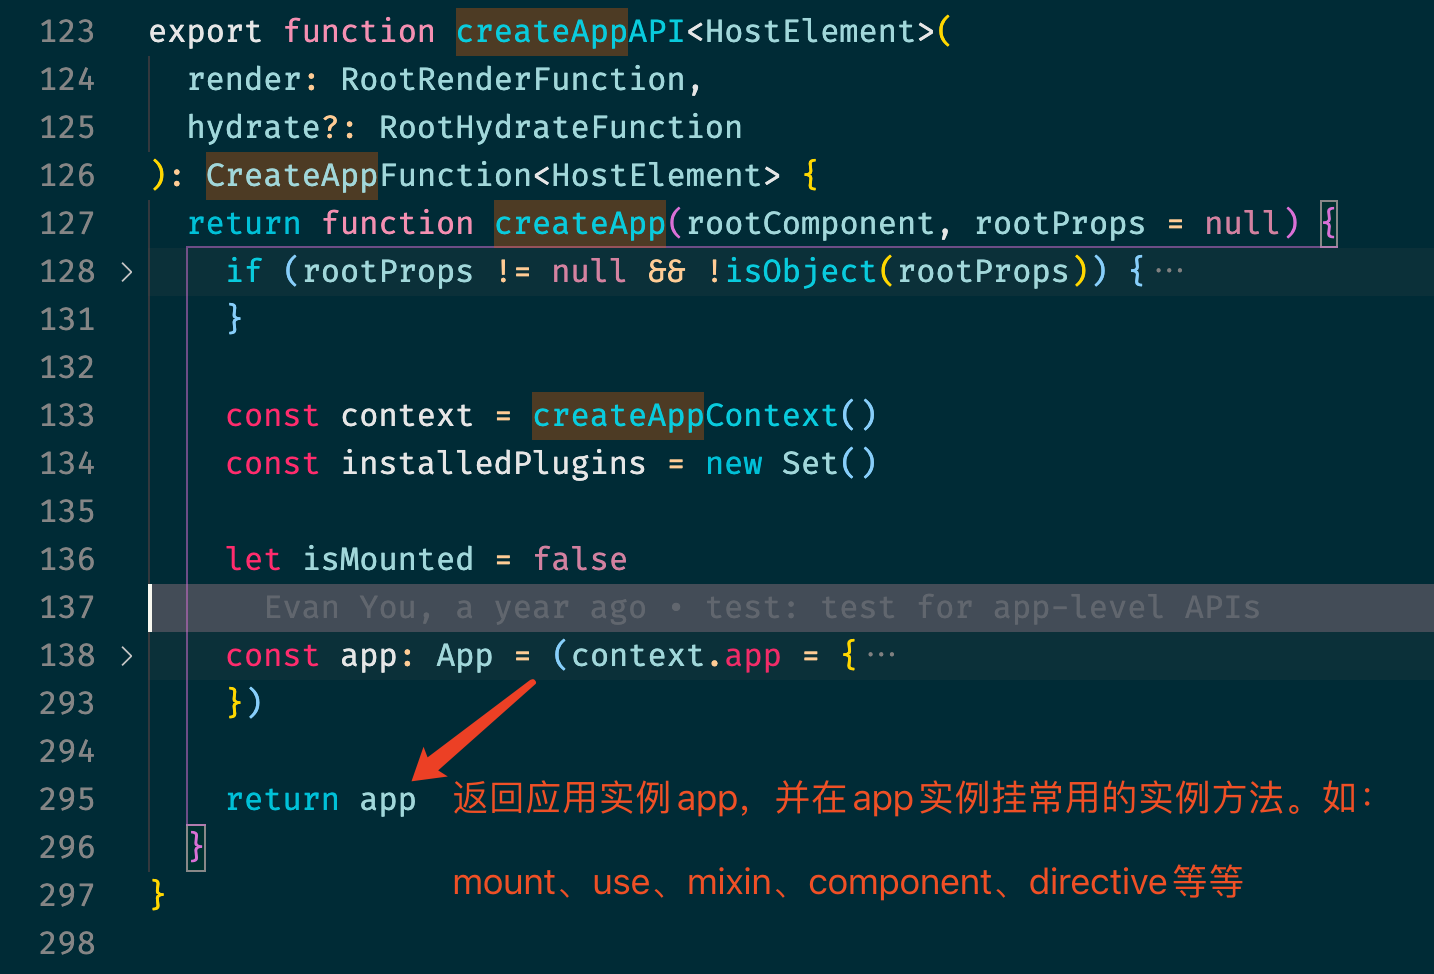 123 export function createAppAPI<HostElement>(
124 render: RootRenderFunction,
125 hydrate?: RootHydrateFunction
126 ): CreateAppFunction<HostElement> {
127 return function createApp(rootComponent, rootProps = null) {
128 > if (rootProps != null && !isObject(rootProps)) {···
131 }
132
133 const context = createAppContext()
134 const installedPlugins = new Set()
135
136 let isMounted = false
137 Evan You, a year ago • test: test for app-level APIs
138 > const app: App = (context.app = {···
293 })
294
295 return app 返回应用实例app，并在app实例挂常用的实例方法。如：
mount、use、mixin、component、directive等等
296 }
297 }
298